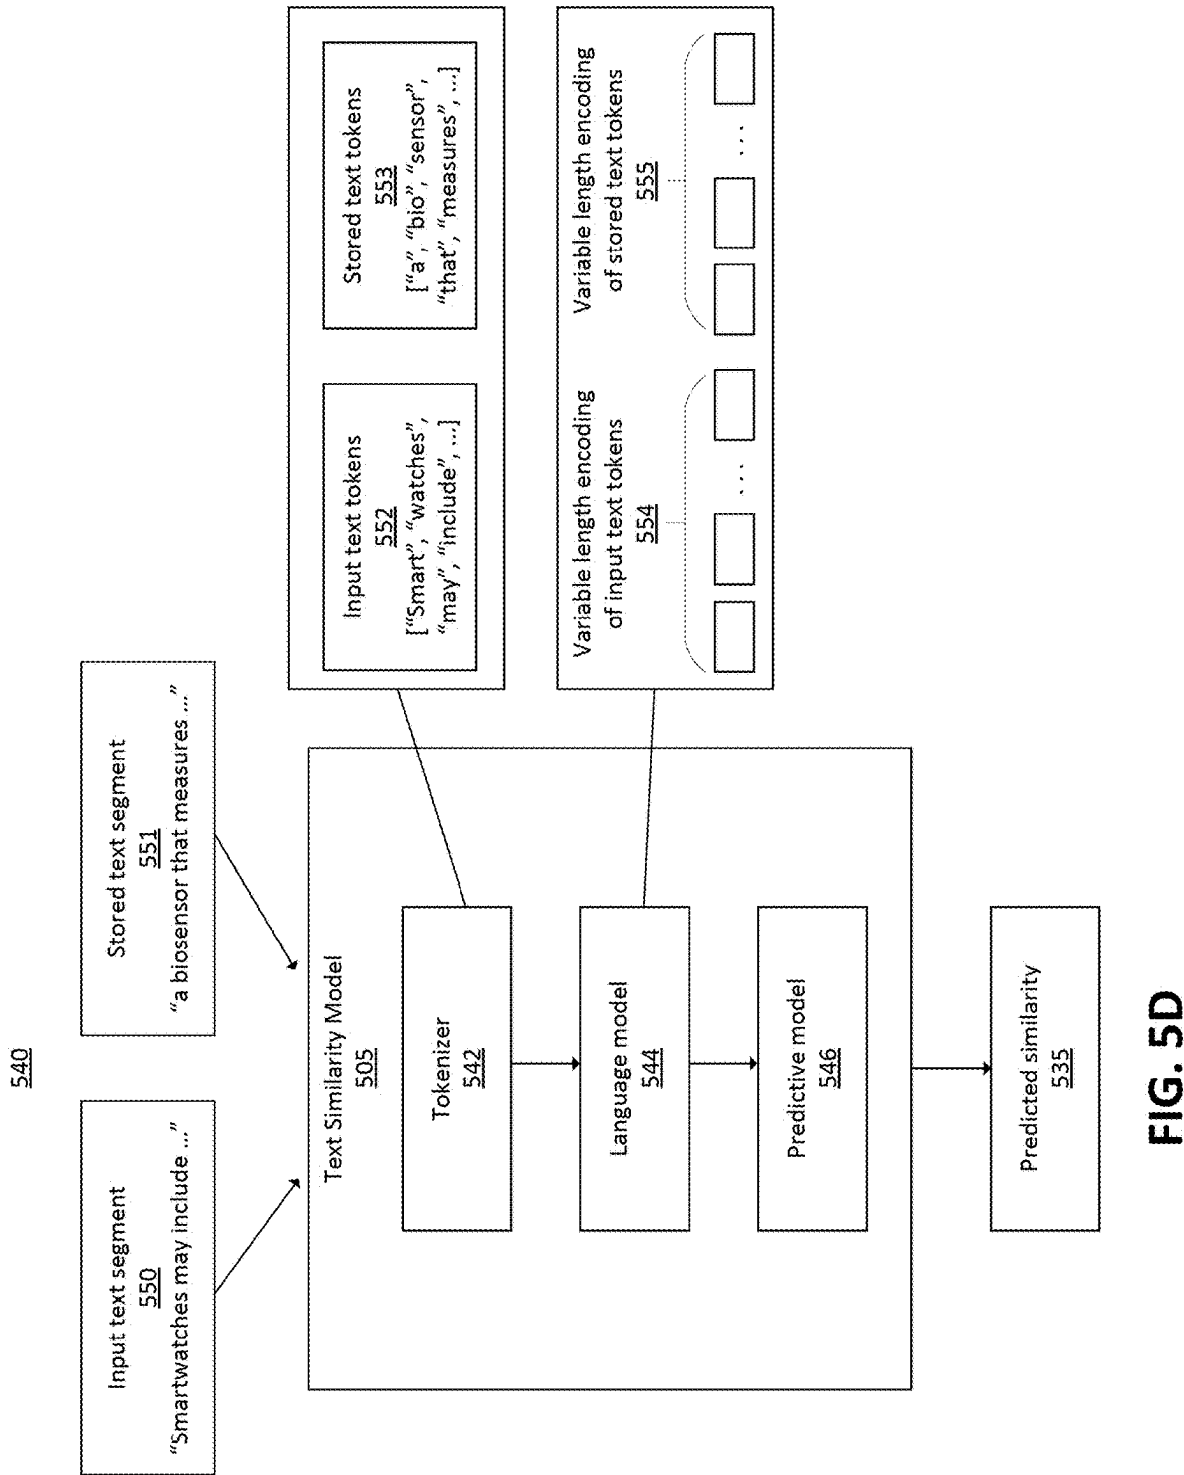 540
Input text segment
550
“Smartwatches may include ...”
Stored text segment
551
“a biosensor that measures ...”
Text Similarity Model
505
Tokenizer
542
Language model
544
Predictive model
546
Predicted similarity
535
Input text tokens
552
[“Smart”, “watches”,
“may”, “include”, ...]
Stored text tokens
553
[“a”, “bio”, “sensor”,
“that”, “measures”, ...]
Variable length encoding
of input text tokens
554
...
Variable length encoding
of stored text tokens
555
...
FIG. 5D